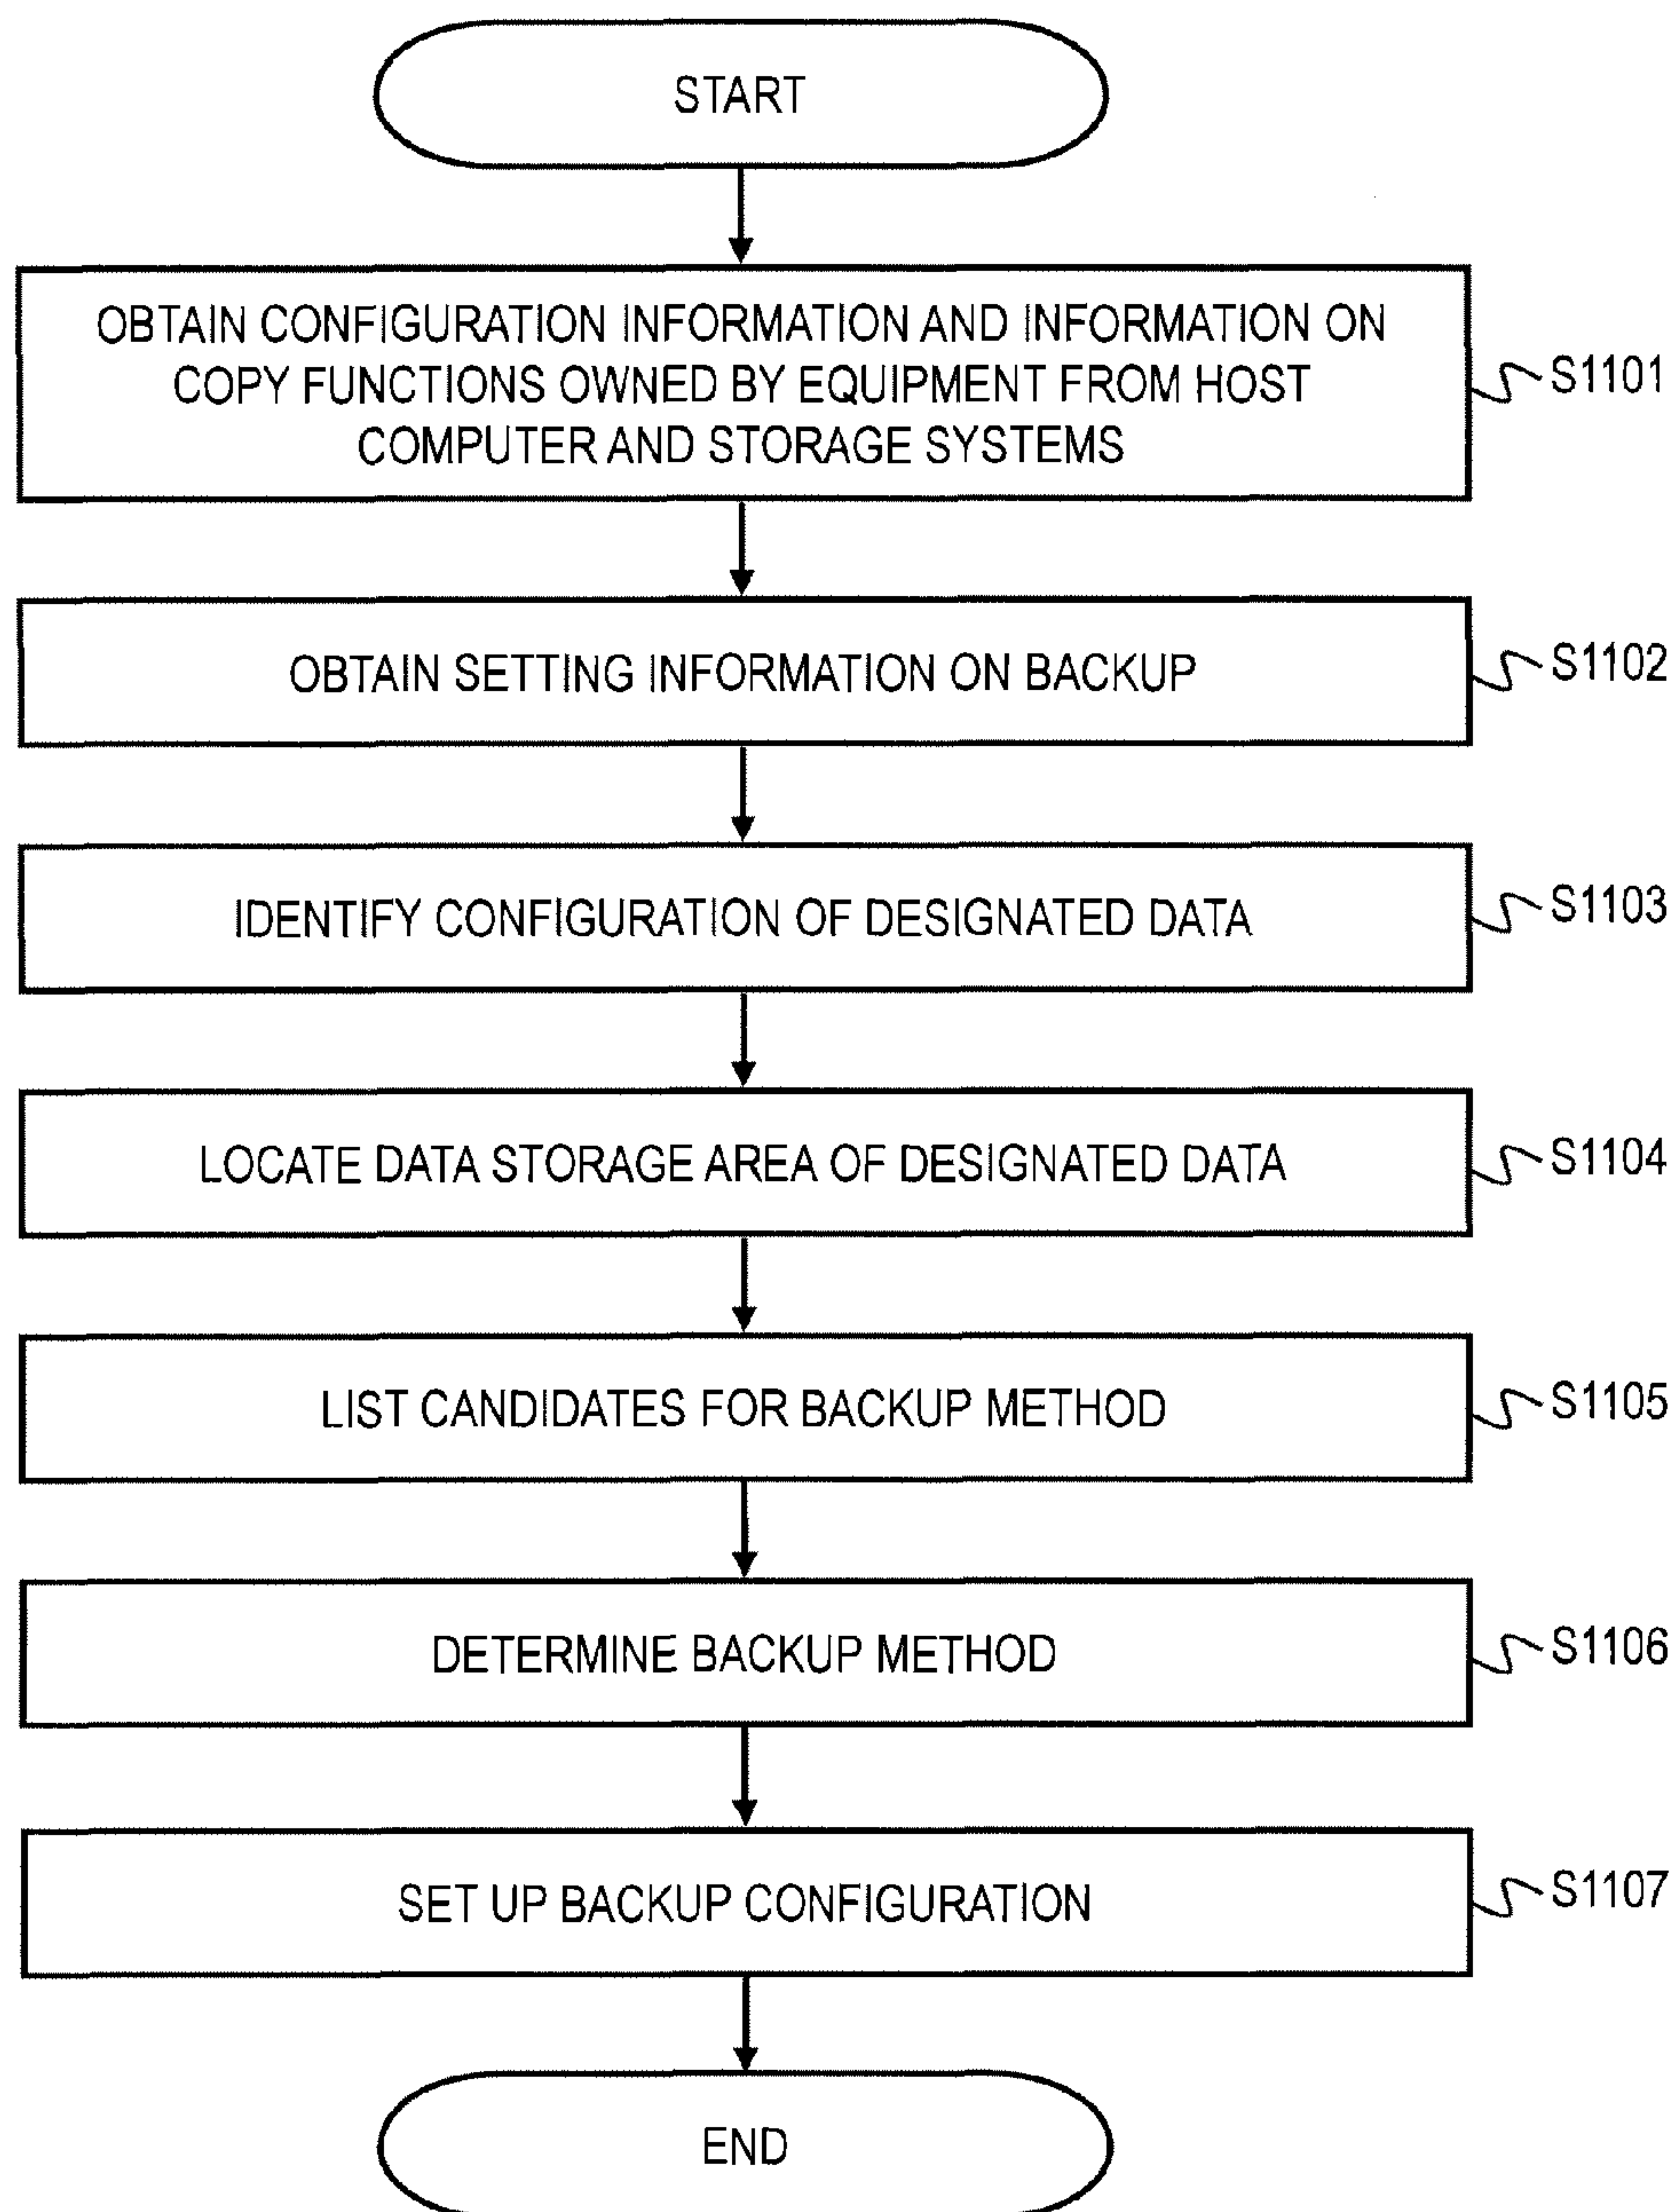 START
OBTAIN CONFIGURATION INFORMATION AND INFORMATION ON
COPY FUNCTIONS OWNED BY EQUIPMENT FROM HOST
COMPUTER AND STORAGE SYSTEMS
S1101
OBTAIN SETTING INFORMATION ON BACKUP
S1102
IDENTIFY CONFIGURATION OF DESIGNATED DATA
S1103
LOCATE DATA STORAGE AREA OF DESIGNATED DATA
S1104
LIST CANDIDATES FOR BACKUP METHOD
S1105
DETERMINE BACKUP METHOD
S1106
SET UP BACKUP CONFIGURATION
S1107
END